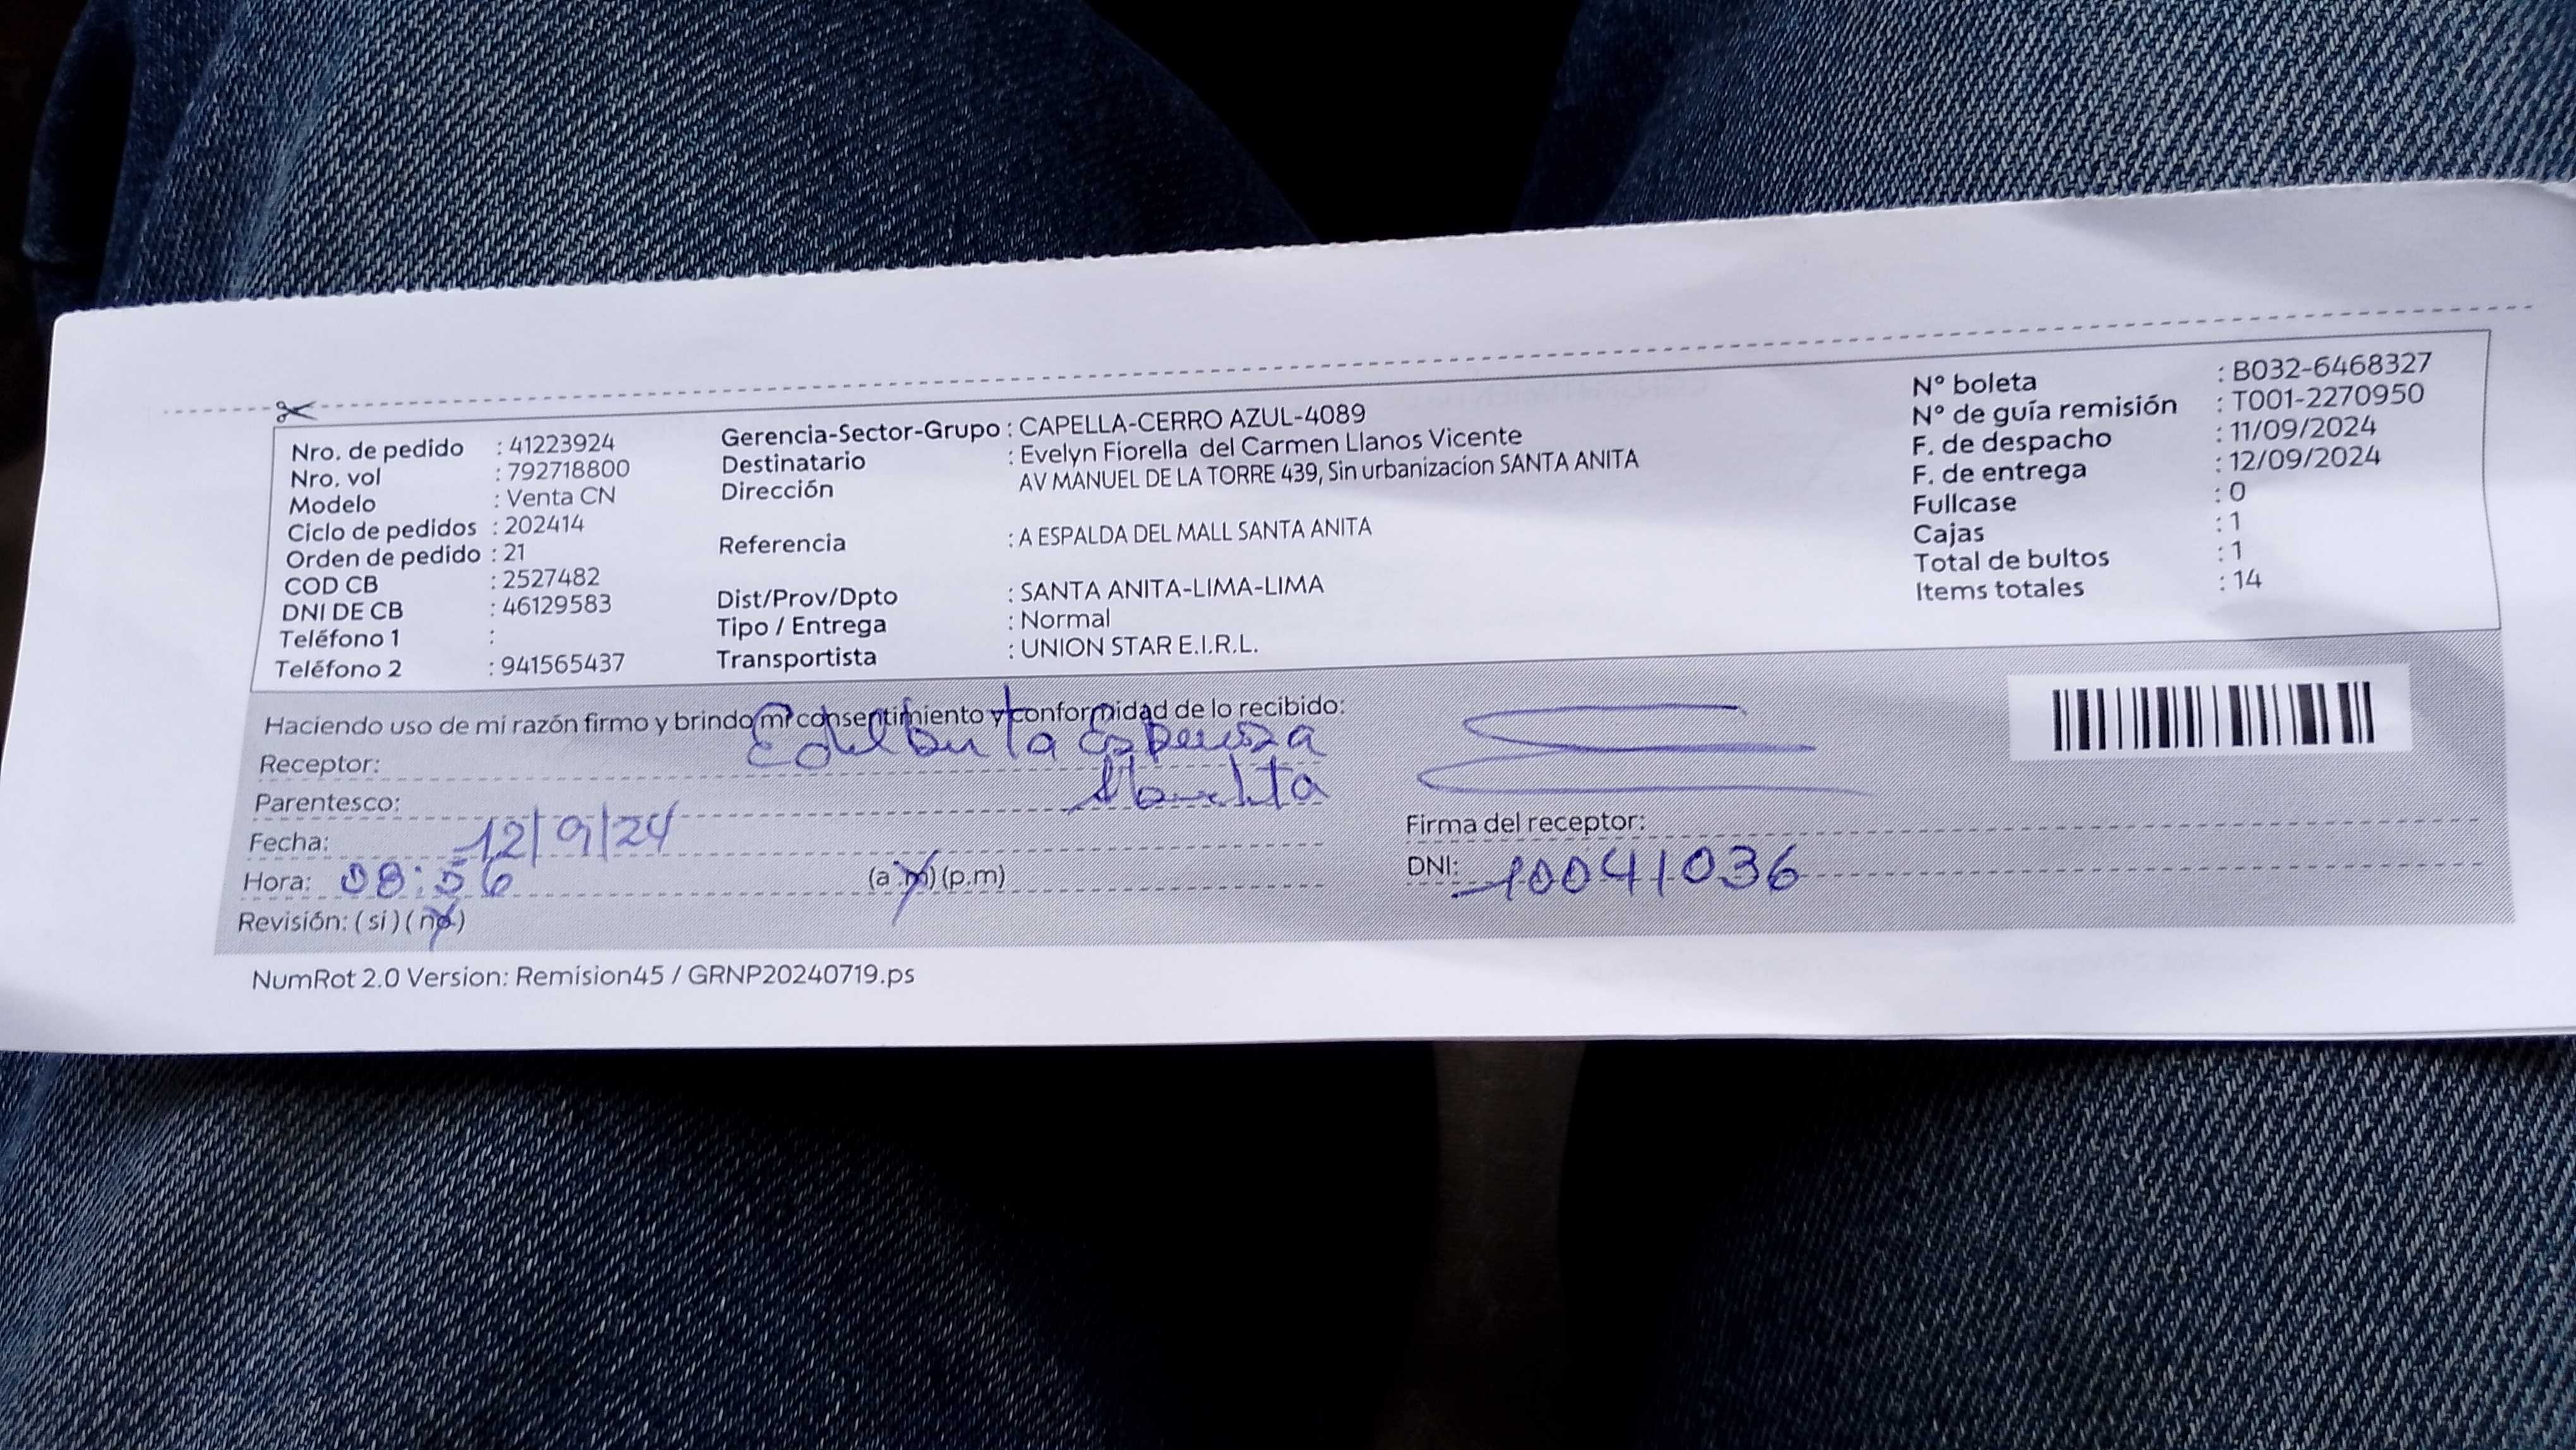 Nro. de pedido : 41223924
Nro. vol : 792718800
Modelo : Venta CN
Ciclo de pedidos : 202414
Orden de pedido : 21
COD CB : 2527482
DNI DE CB : 46129583
Teléfono 1 :
Teléfono 2 : 941565437
Gerencia-Sector-Grupo : CAPELLA-CERRO AZUL-4089
Destinatario : Evelyn Fiorella del Carmen Llanos Vicente
Dirección AV MANUEL DE LA TORRE 439, Sin urbanizacion SANTA ANITA
Referencia : A ESPALDA DEL MALL SANTA ANITA
Dist/Prov/Dpto : SANTA ANITA-LIMA-LIMA
Tipo / Entrega : Normal
Transportista : UNION STAR E.I.R.L.
N° boleta : B032-6468327
N° de guía remisión : T001-2270950
F. de despacho : 11/09/2024
F. de entrega : 12/09/2024
Fullcase : 0
Cajas : 1
Total de bultos : 1
Items totales : 14
Haciendo uso de mi razón firmo y brindo mi consentimiento y conformidad de lo recibido:
Receptor:
Parentesco:
Fecha: 12/9/24
Hora: 08:56 (a.m) (p.m)
Revisión: (si) (no)
Firma del receptor:
DNI: 10041036
NumRot 2.0 Version: Remision45 / GRNP20240719.ps